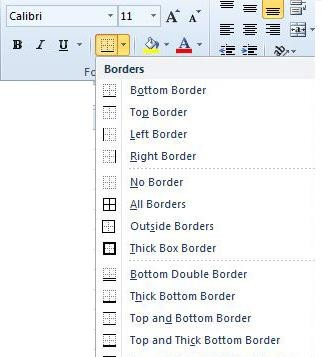 Calibri 11 A A
B I U A
Fo
Borders
Bottom Border
Top Border
Left Border
Right Border
No Border
All Borders
Outside Borders
Thick Box Border
Bottom Double Border
Thick Bottom Border
Top and Bottom Border
Top and Thick Bottom Border